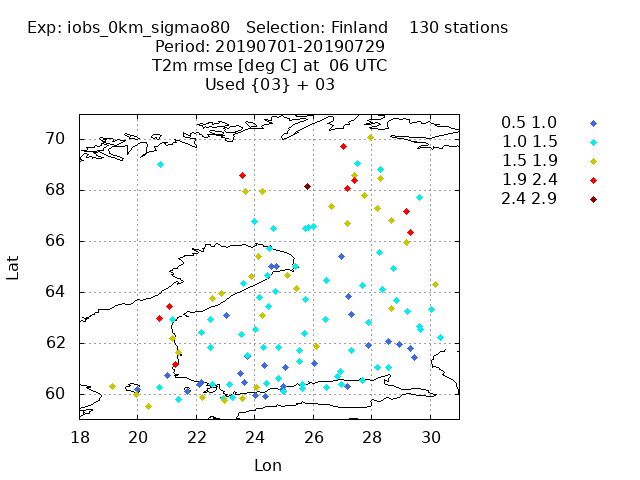 Exp: iobs_0km_sigmao80 Selection: Finland 130 stations
Period: 20190701-20190729
T2m rmse [deg C] at 06 UTC
Used {03} + 03
0.5 1.0
1.0 1.5
1.5 1.9
1.9 2.4
2.4 2.9
70
68
66
64
62
60
Lat
18 20 22 24 26 28 30
Lon